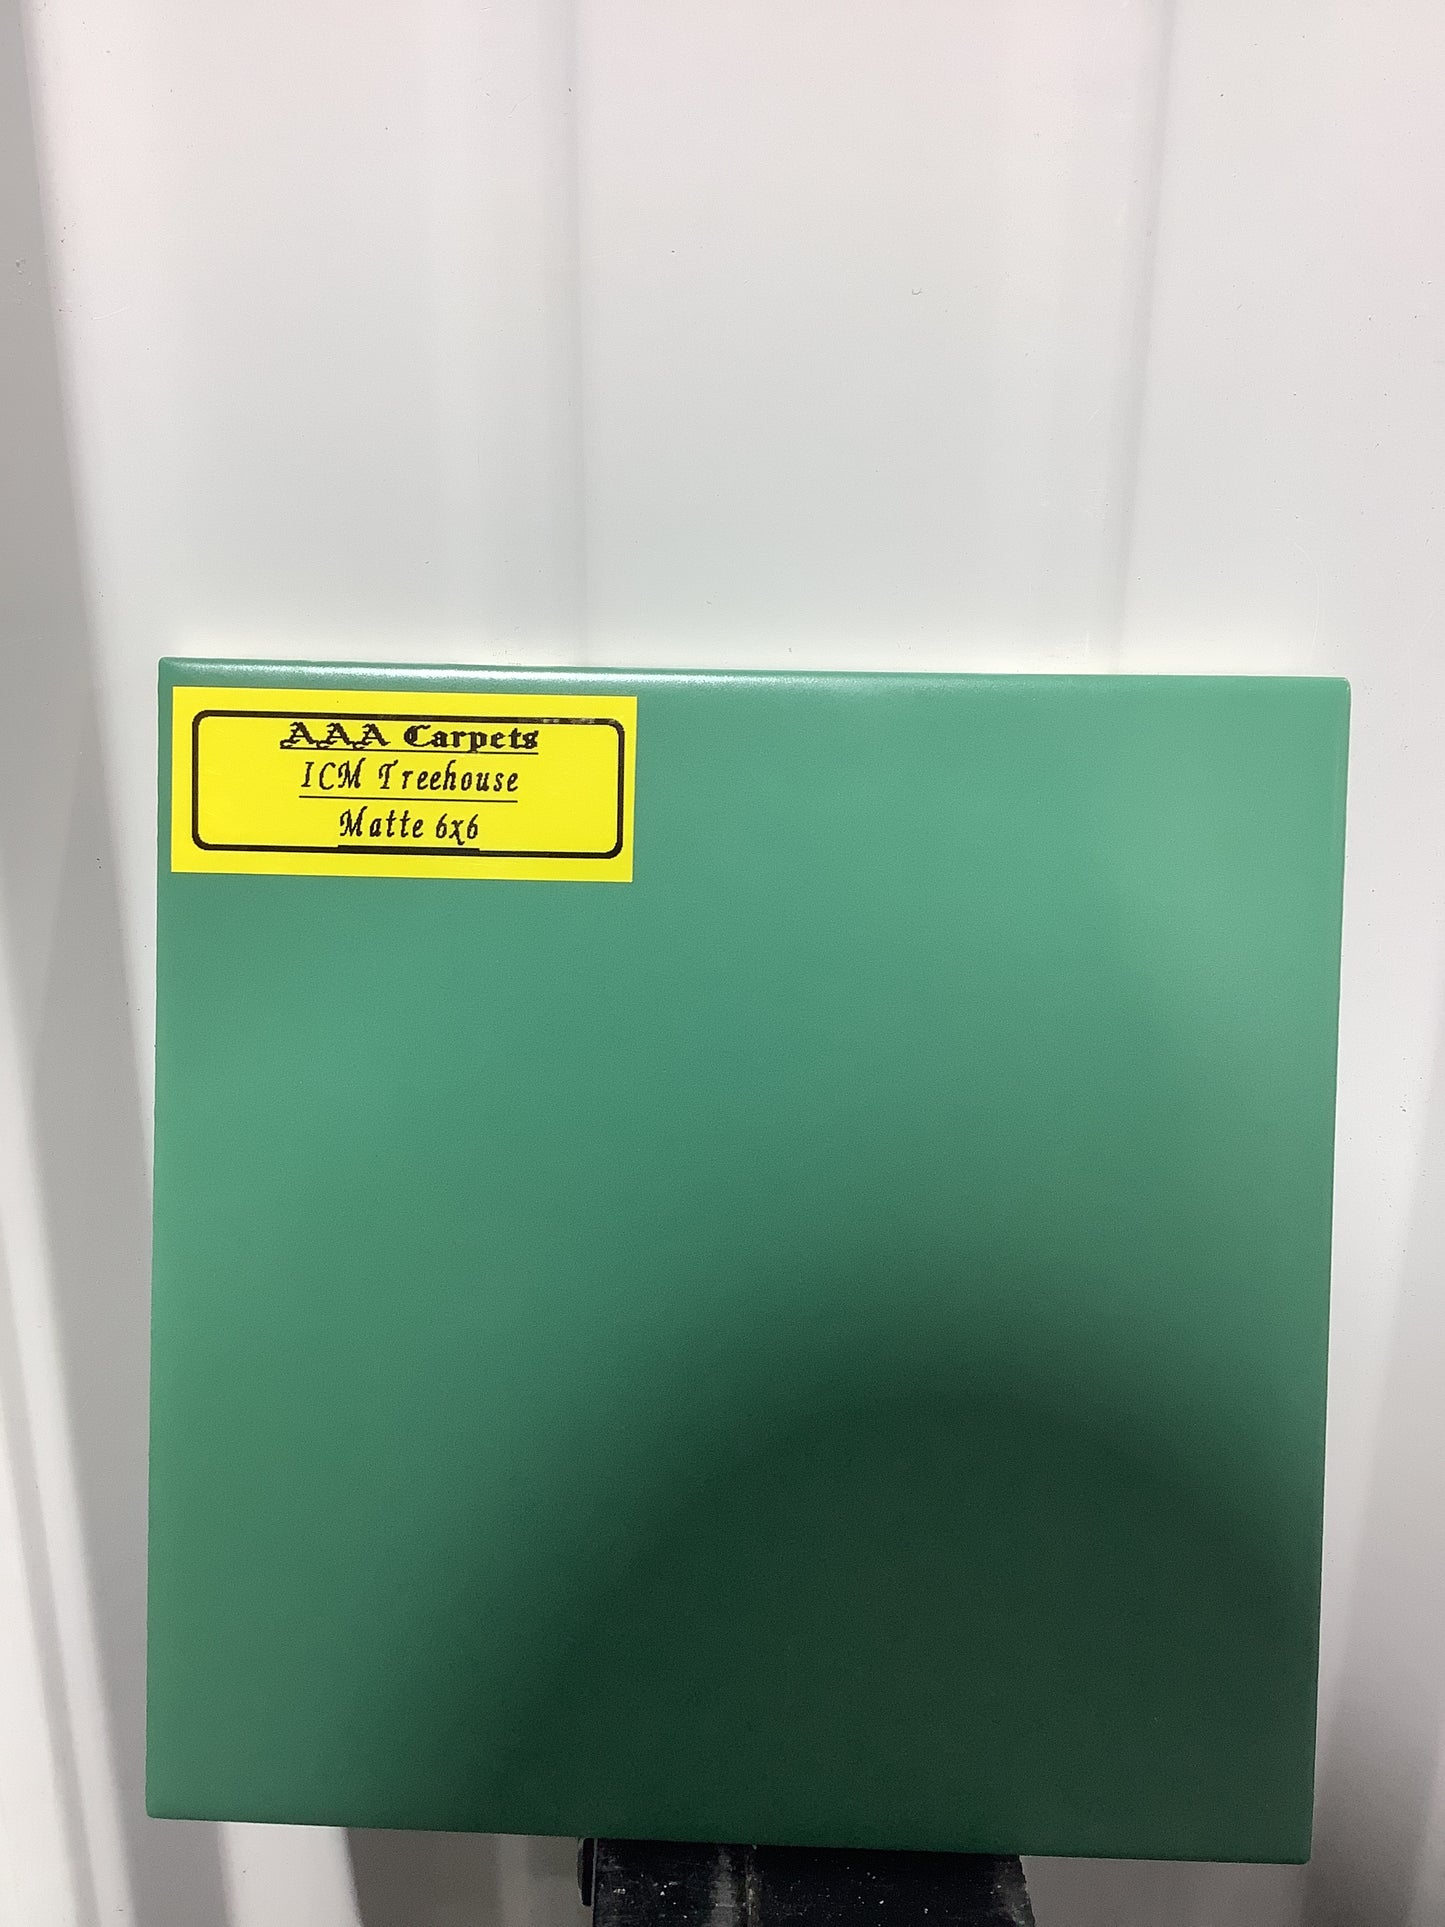 AAA Carpets
ICM Treehouse
Matte 6x6